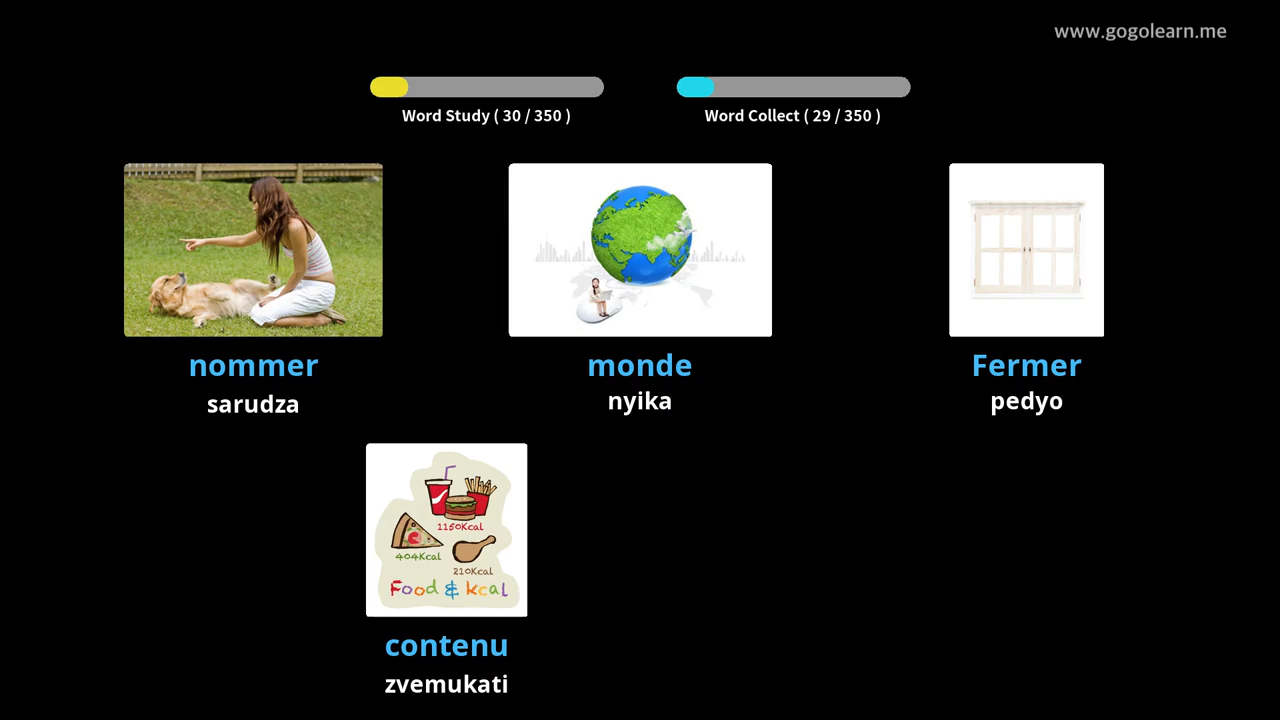 www.gogolearn.me
Word Study ( 30 / 350 )
Word Collect ( 29 / 350 )
nommer
sarudza
monde
nyika
Fermer
pedyo
1150Kcal
404Kcal
210Kcal
Food & kcal
contenu
zvemukati